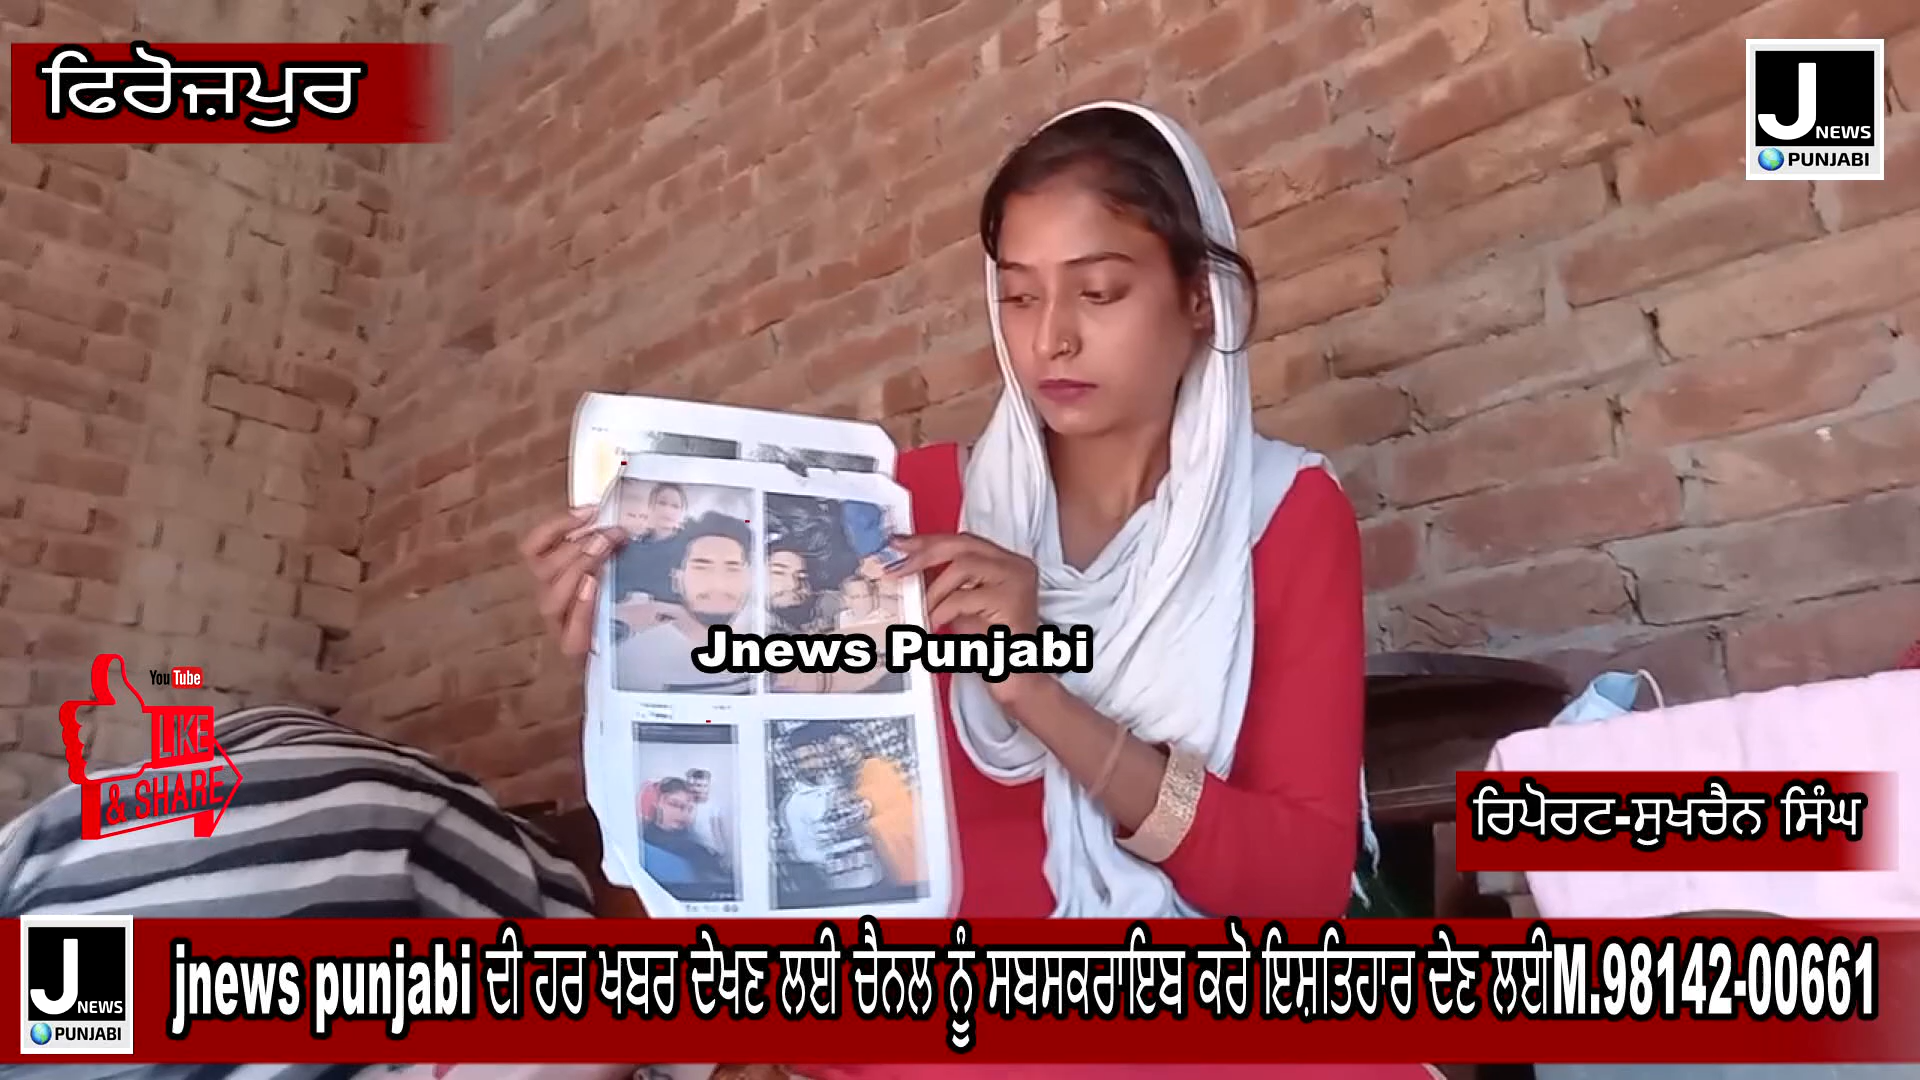 ਫਿਰੋਜ਼ਪੁਰ
J NEWS
PUNJABI
Jnews Punjabi
You Tube
LIKE
& SHARE
ਰਿਪੋਰਟ-ਸੁਖਚੈਨ ਸਿੰਘ
J NEWS
PUNJABI
jnews punjabi ਦੀ ਹਰ ਖਬਰ ਦੇਖਣ ਲਈ ਚੈਨਲ ਨੂੰ ਸਬਸਕਰਾਇਬ ਕਰੋ ਇਸ਼ਤਿਹਾਰ ਦੇਣ ਲਈM.98142-00661